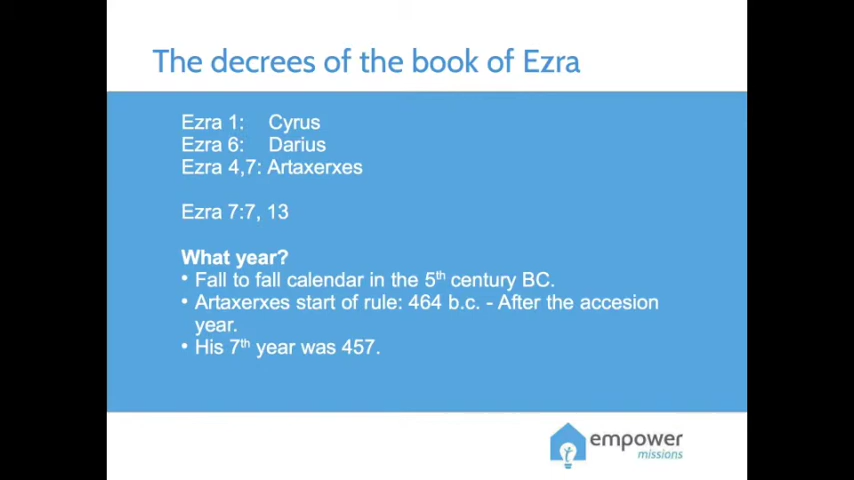 The decrees of the book of Ezra
Ezra 1: Cyrus
Ezra 6: Darius
Ezra 4,7: Artaxerxes
Ezra 7:7, 13
What year?
• Fall to fall calendar in the 5th century BC.
• Artaxerxes start of rule: 464 b.c. - After the accesion
year.
• His 7th year was 457.
empower
missions